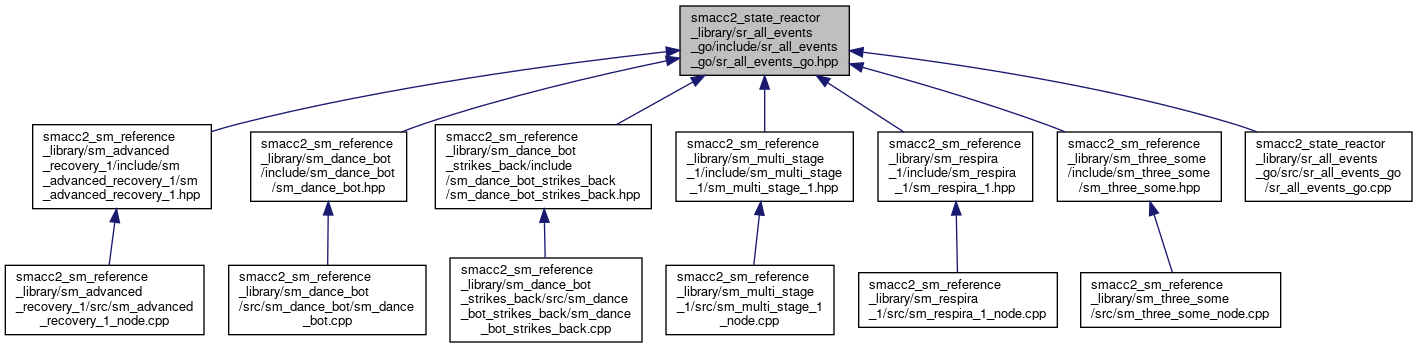 smacc2_state_reactor
_library/sr_all_events
_go/include/sr_all_events
_go/sr_all_events_go.hpp
smacc2_sm_reference
_library/sm_advanced
_recovery_1/include/sm
_advanced_recovery_1/sm
_advanced_recovery_1.hpp
smacc2_sm_reference
_library/sm_dance_bot
/include/sm_dance_bot
/sm_dance_bot.hpp
smacc2_sm_reference
_library/sm_dance_bot
_strikes_back/include
/sm_dance_bot_strikes_back
/sm_dance_bot_strikes_back.hpp
smacc2_sm_reference
_library/sm_multi_stage
_1/include/sm_multi_stage
_1/sm_multi_stage_1.hpp
smacc2_sm_reference
_library/sm_respira
_1/include/sm_respira
_1/sm_respira_1.hpp
smacc2_sm_reference
_library/sm_three_some
/include/sm_three_some
/sm_three_some.hpp
smacc2_state_reactor
_library/sr_all_events
_go/src/sr_all_events_go
/sr_all_events_go.cpp
smacc2_sm_reference
_library/sm_advanced
_recovery_1/src/sm_advanced
_recovery_1_node.cpp
smacc2_sm_reference
_library/sm_dance_bot
/src/sm_dance_bot/sm_dance
_bot.cpp
smacc2_sm_reference
_library/sm_dance_bot
_strikes_back/src/sm_dance
_bot_strikes_back/sm_dance
_bot_strikes_back.cpp
smacc2_sm_reference
_library/sm_multi_stage
_1/src/sm_multi_stage_1
_node.cpp
smacc2_sm_reference
_library/sm_respira
_1/src/sm_respira_1_node.cpp
smacc2_sm_reference
_library/sm_three_some
/src/sm_three_some_node.cpp